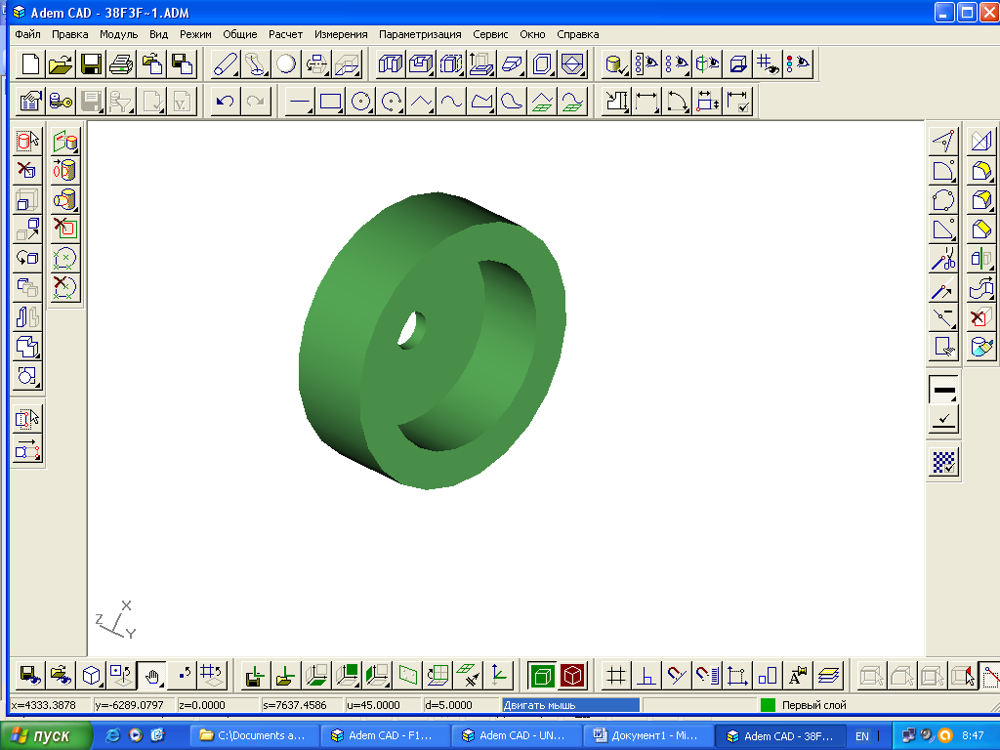 Adem CAD - 38F3F~1.ADM
Файл Правка Модуль Вид Режим Общие Расчет Измерения Параметризация Сервис Окно Справка
X
Z
Y
x=4333.3878 y=-6289.0797 z=0.0000 s=7637.4586 u=45.0000 d=5.0000 Двигать мышь Первый слой
пуск C:\Documents a... Adem CAD - F1... Adem CAD - UN... Документ1 - Mi... Adem CAD - 38F... EN 8:47